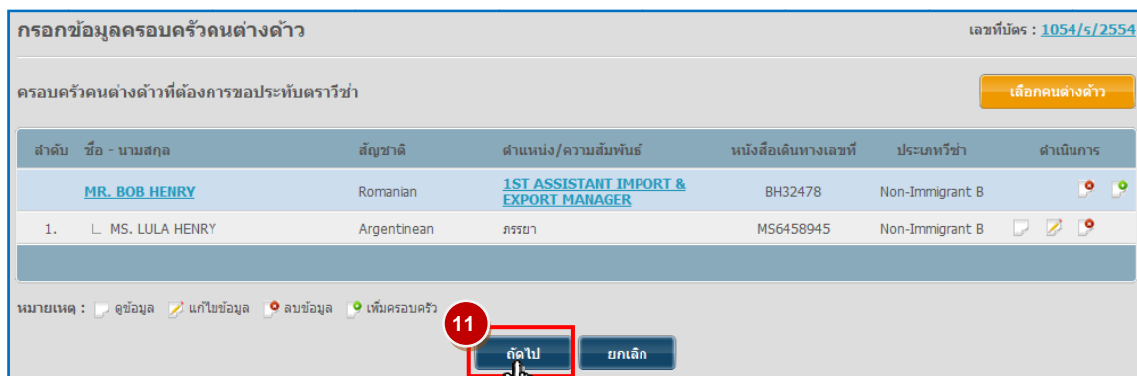 กรอกข้อมูลครอบครัวคนต่างด้าว เลขที่บัตร : 1054/ร/2554
ครอบครัวคนต่างด้าวที่ต้องการขอประทับตราวีซ่า เลือกคนต่างด้าว
ลำดับ ชื่อ - นามสกุล สัญชาติ ตำแหน่ง/ความสัมพันธ์ หนังสือเดินทางเลขที่ ประเภทวีซ่า ดำเนินการ
MR. BOB HENRY Romanian 1ST ASSISTANT IMPORT & EXPORT MANAGER BH32478 Non-Immigrant B
1. MS. LULA HENRY Argentinean ภรรยา MS6458945 Non-Immigrant B
หมายเหตุ : ดูข้อมูล แก้ไขข้อมูล ลบข้อมูล เพิ่มครอบครัว
11
ถัดไป ยกเลิก